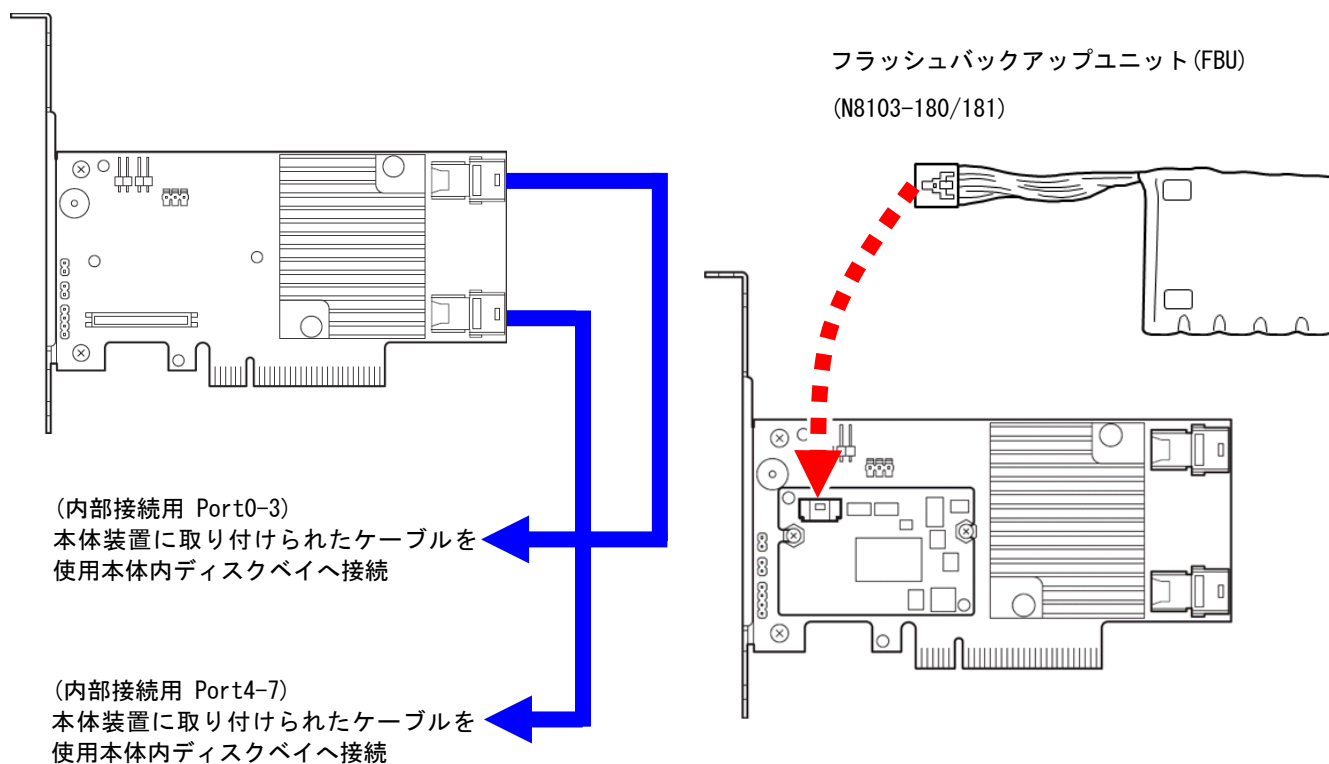 フラッシュバックアップユニット(FBU)
(N8103-180/181)
(内部接続用 Port0-3)
本体装置に取り付けられたケーブルを
使用本体内ディスクベイへ接続
(内部接続用 Port4-7)
本体装置に取り付けられたケーブルを
使用本体内ディスクベイへ接続